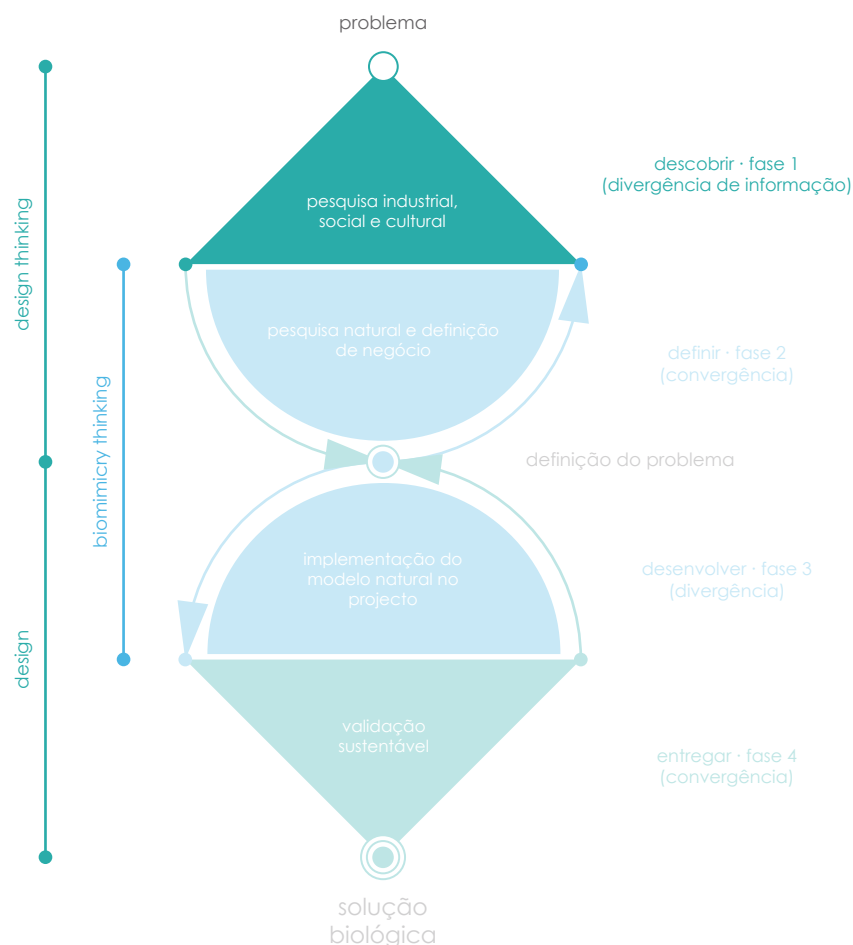 problema
descobrir · fase 1
(divergência de informação)
pesquisa industrial,
social e cultural
design thinking
pesquisa natural e definição
de negócio
definir · fase 2
(convergência)
biomimicry thinking
definição do problema
implementação do
modelo natural no
projecto
desenvolver · fase 3
(divergência)
design
validação
sustentável
entregar · fase 4
(convergência)
solução
biológica